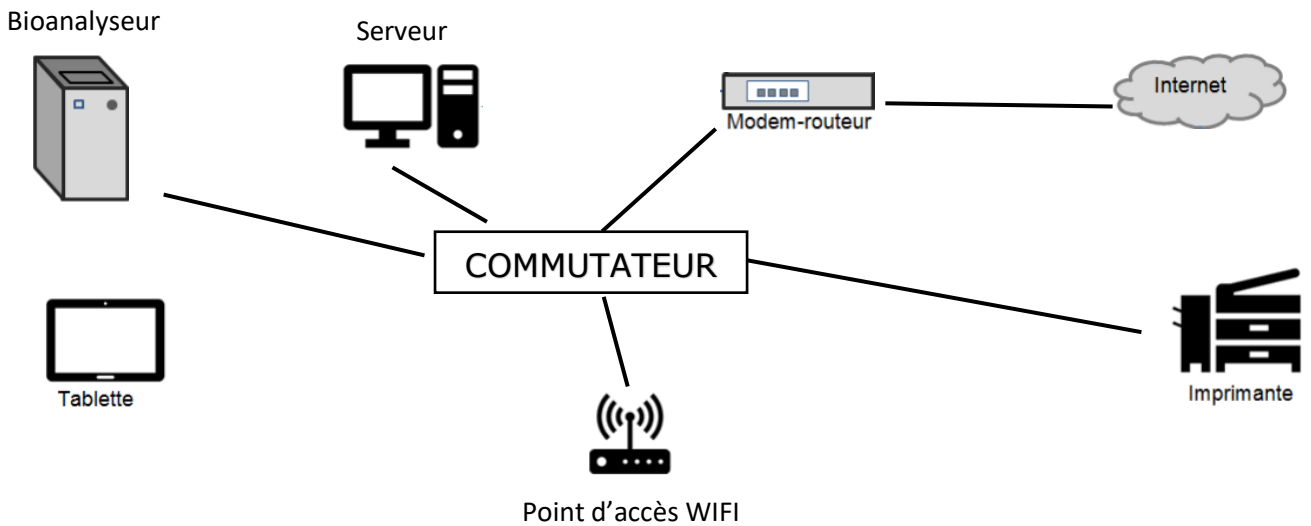 Bioanalyseur
Serveur
Internet
Modem-routeur
COMMUTATEUR
Tablette
Imprimante
Point d’accès WIFI